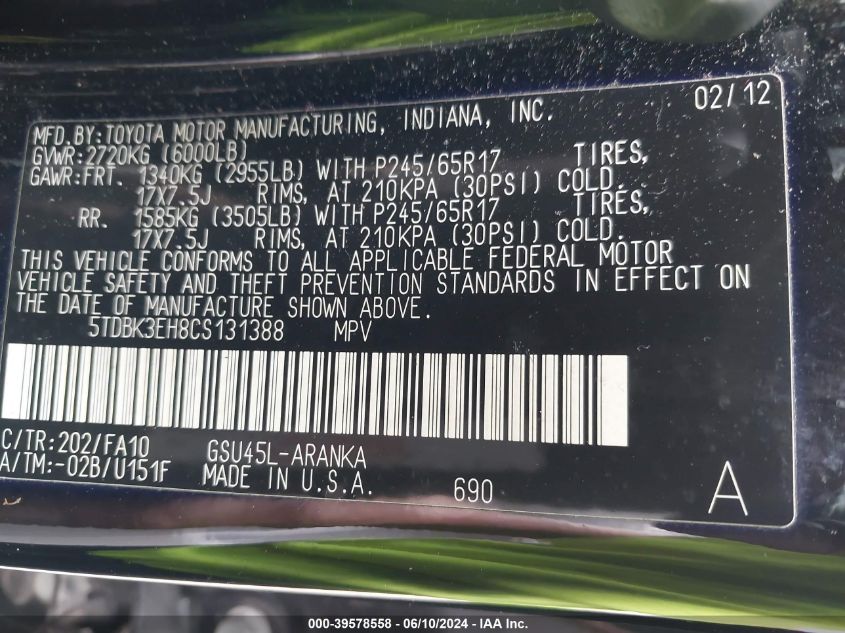 02/12
MFD.BY:TOYOTA MOTOR MANUFACTURING, INDIANA, INC.
GVWR:2720KG (6000LB)
GAWR:FRT. 1340KG (2955LB) WITH P245/65R17 TIRES,
17X7.5J RIMS, AT 210KPA (30PSI) COLD.
RR. 1585KG (3505LB) WITH P245/65R17 TIRES,
17X7.5J RIMS, AT 210KPA (30PSI) COLD.
THIS VEHICLE CONFORMS TO ALL APPLICABLE FEDERAL MOTOR
VEHICLE SAFETY AND THEFT PREVENTION STANDARDS IN EFFECT ON
THE DATE OF MANUFACTURE SHOWN ABOVE.
5TDBK3EH8CS131388 MPV
C/TR:202/FA10 GSU45L-ARANKA
A/TM:-02B/U151F MADE IN U.S.A. 690 A
000-39578558 - 06/10/2024 - IAA Inc.